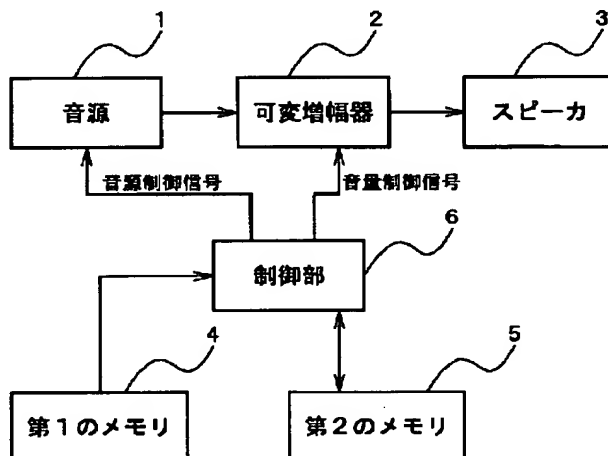 1
2
3
音源
可変増幅器
スピーカ
音源制御信号
音量制御信号
6
制御部
4
5
第1のメモリ
第2のメモリ